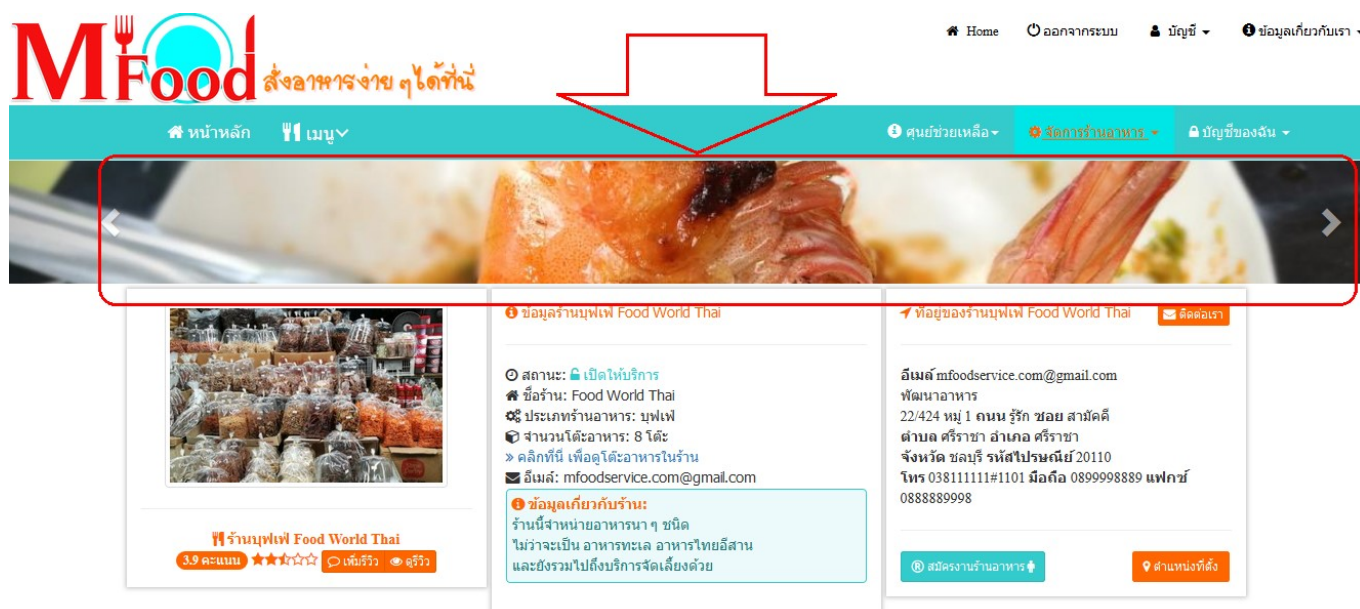 MFood สั่งอาหารง่าย ๆ ได้ที่นี่
Home ออกจากระบบ บัญชี ข้อมูลเกี่ยวกับเรา
หน้าหลัก เมนู ศูนย์ช่วยเหลือ จัดการร้านอาหาร บัญชีของฉัน
ร้านบุฟเฟ่ Food World Thai
3.9 คะแนน เพิ่มรีวิว ดูรีวิว
ข้อมูลร้านบุฟเฟ่ Food World Thai
สถานะ: เปิดให้บริการ
ชื่อร้าน: Food World Thai
ประเภทร้านอาหาร: บุฟเฟ่
จำนวนโต๊ะอาหาร: 8 โต๊ะ
» คลิกที่นี่ เพื่อดูโต๊ะอาหารในร้าน
อีเมล์: mfoodservice.com@gmail.com
ข้อมูลเกี่ยวกับร้าน:
ร้านนี้จำหน่ายอาหารนา ๆ ชนิด
ไม่ว่าจะเป็น อาหารทะเล อาหารไทยอีสาน
และยังรวมไปถึงบริการจัดเลี้ยงด้วย
ที่อยู่ของร้านบุฟเฟ่ Food World Thai ติดต่อเรา
อีเมล์ mfoodservice.com@gmail.com
พัฒนาอาหาร
22/424 หมู่ 1 ถนน รู้รัก ซอย สามัคคี
ตำบล ศรีราชา อำเภอ ศรีราชา
จังหวัด ชลบุรี รหัสไปรษณีย์ 20110
โทร 038111111#1101 มือถือ 0899998889 แฟกซ์
0888889998
สมัครงานร้านอาหาร ตำแหน่งที่ตั้ง